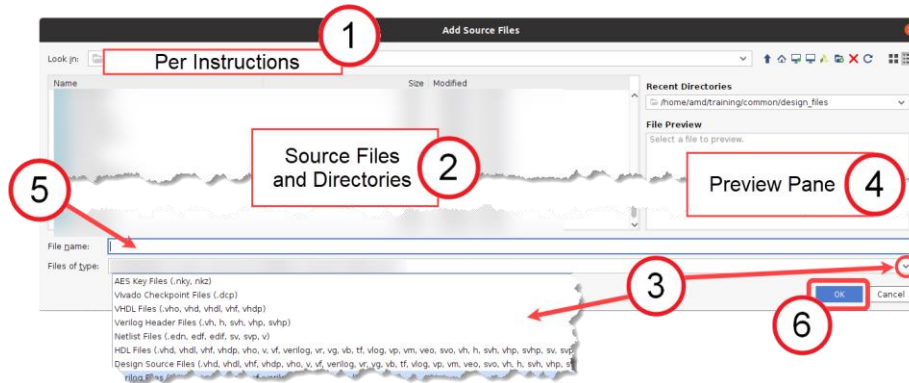 1
Add Source Files
Look in:
Per Instructions
Name
Size
Modified
Recent Directories
/home/amd/training/common/design_files
File Preview
Select a file to preview.
Source Files
and Directories
2
Preview Pane
4
5
File name:
Files of type:
AES Key Files (.nky, nkz)
Vivado Checkpoint Files (.dcp)
VHDL Files (.vho, vhd, vhdl, vhf, vhdp)
Verilog Header Files (.vh, h, svh, vhp, svhp)
Netlist Files (.edn, edf, edif, sv, svp, v)
HDL Files (.vhd, vhdl, vhf, vhdp, vho, v, vf, verilog, vr, vg, vb, tf, vlog, vp, vm, veo, svo, vh, h, svh, vhp, svhp, sv, svp
Design Source Files (.vhd, vhdl, vhf, vhdp, vho, v, vf, verilog, vr, vg, vb, tf, vlog, vp, vm, veo, svo, vh, h, svh, vhp, s
3
OK
Cancel
6